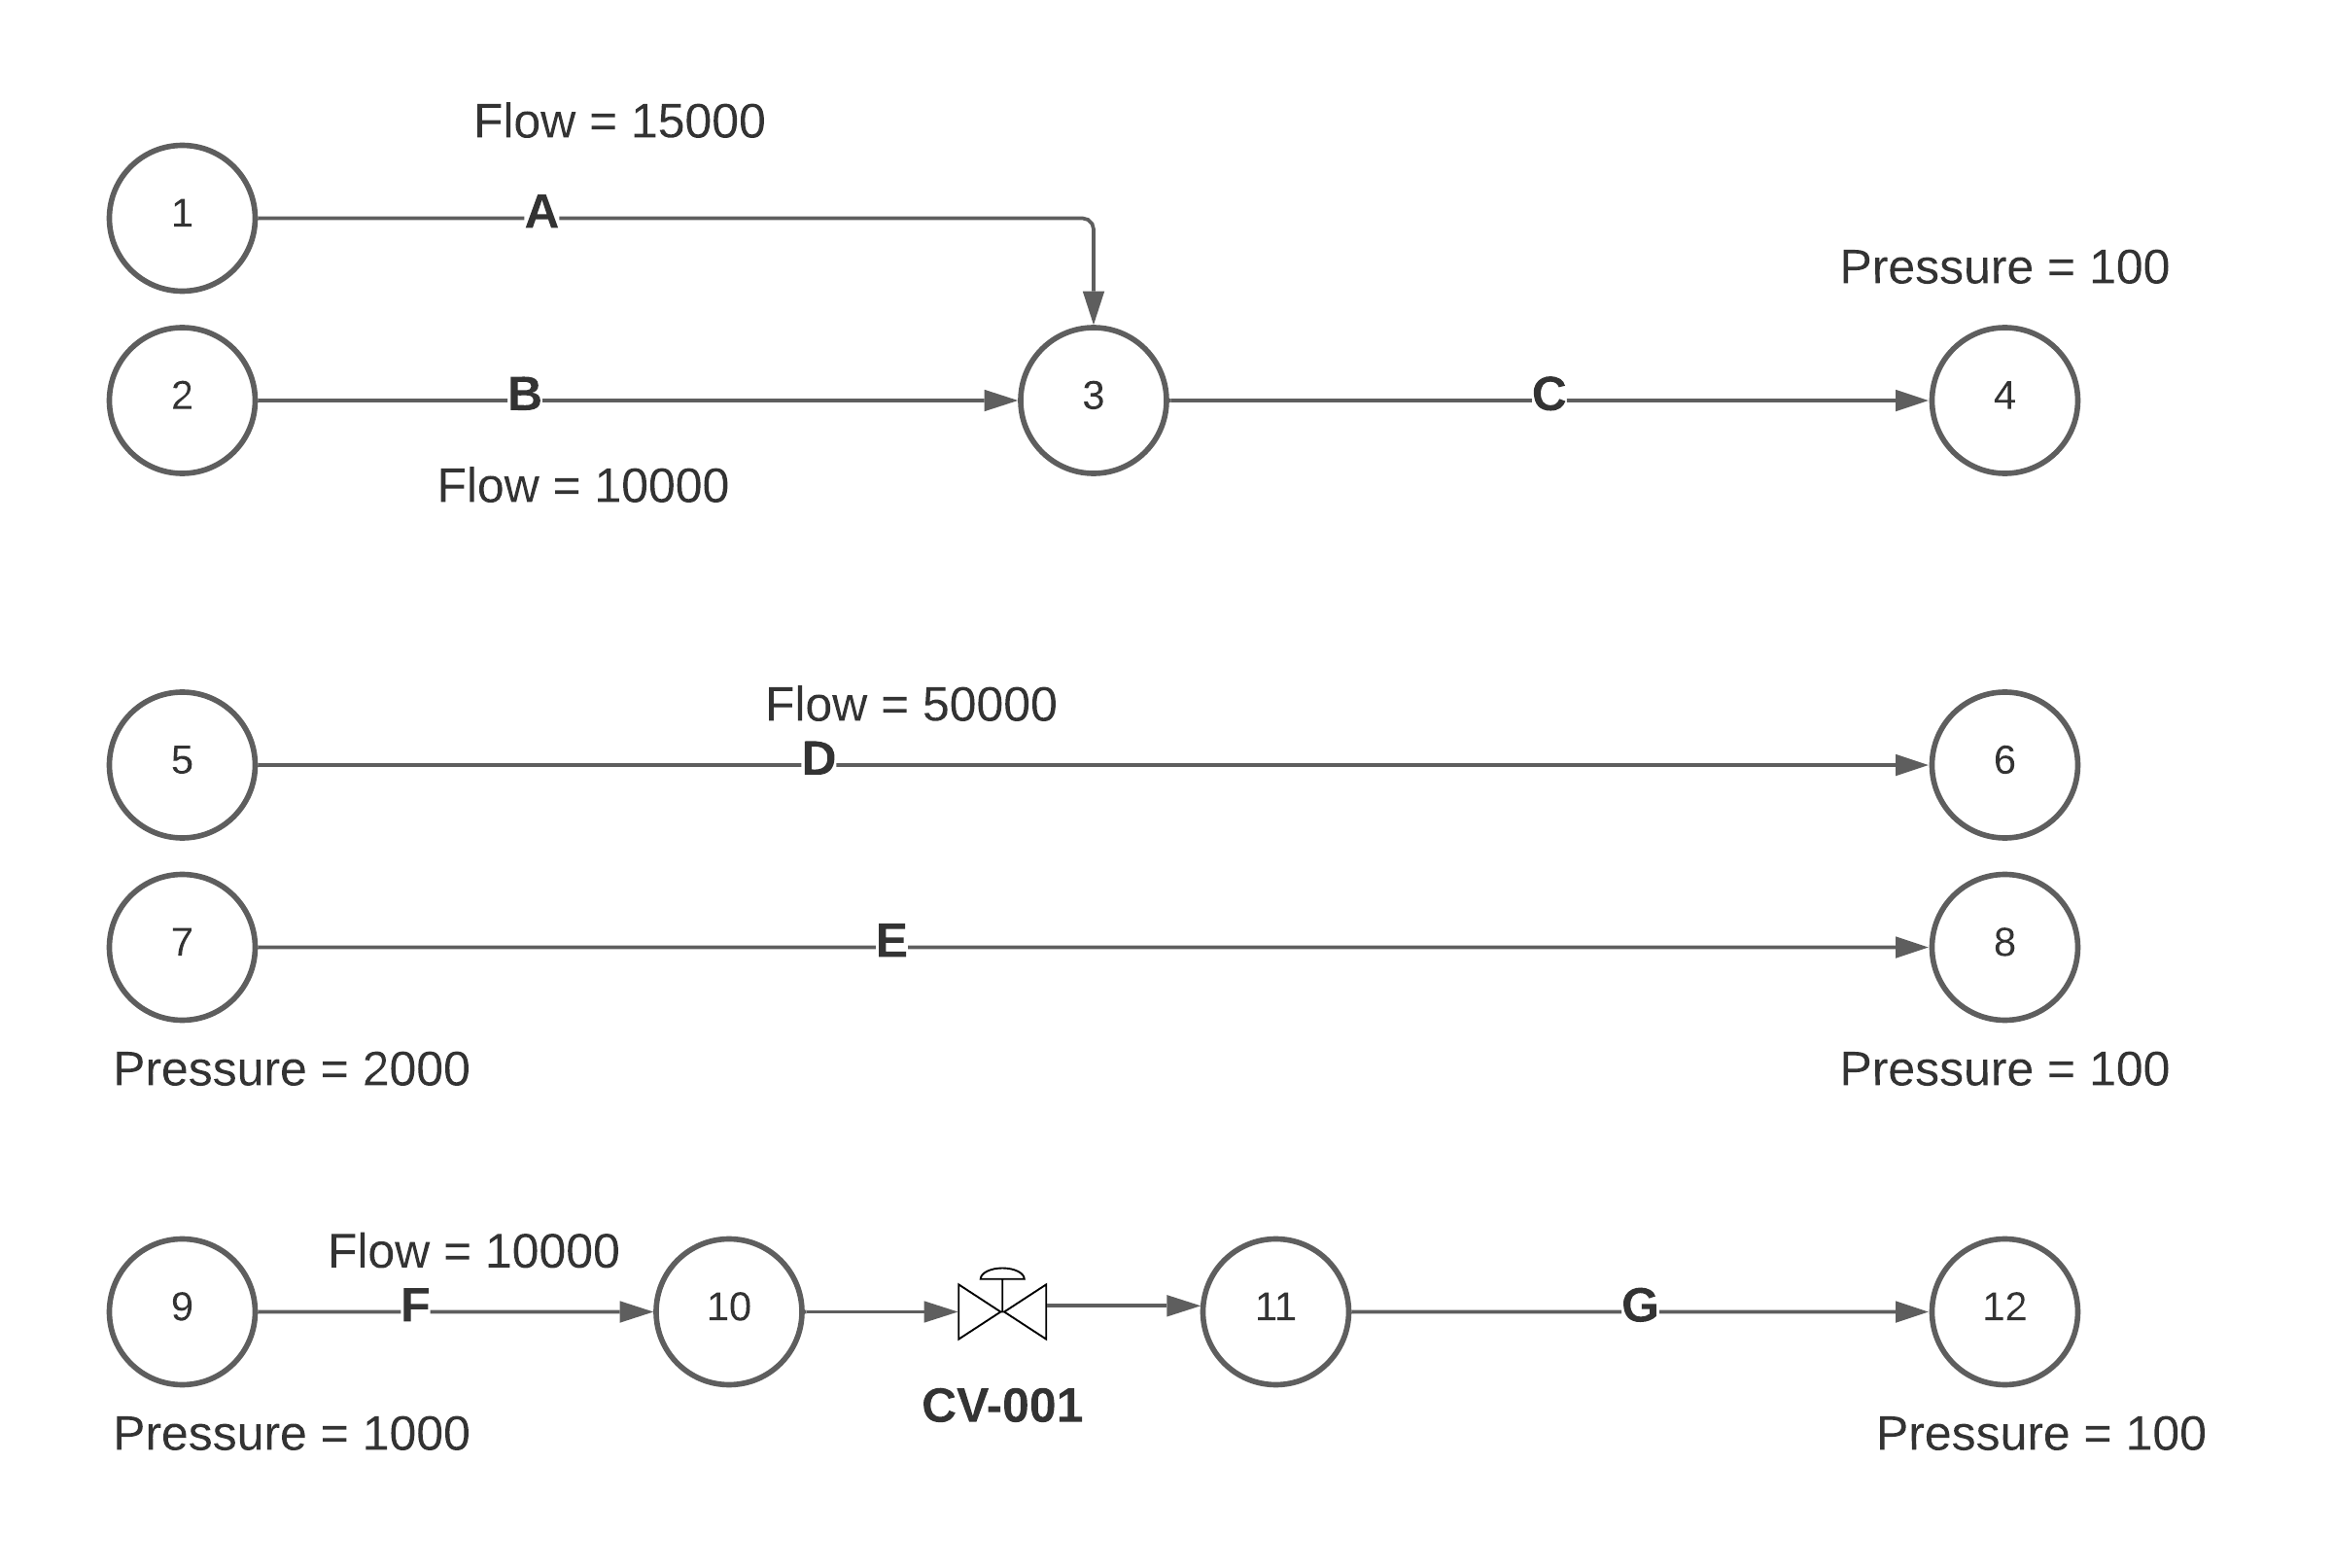 Flow = 15000
1
A
Pressure = 100
2
B
3
C
4
Flow = 10000
Flow = 50000
5
D
6
7
E
8
Pressure = 2000
Pressure = 100
Flow = 10000
9
F
10
11
G
12
CV-001
Pressure = 1000
Pressure = 100